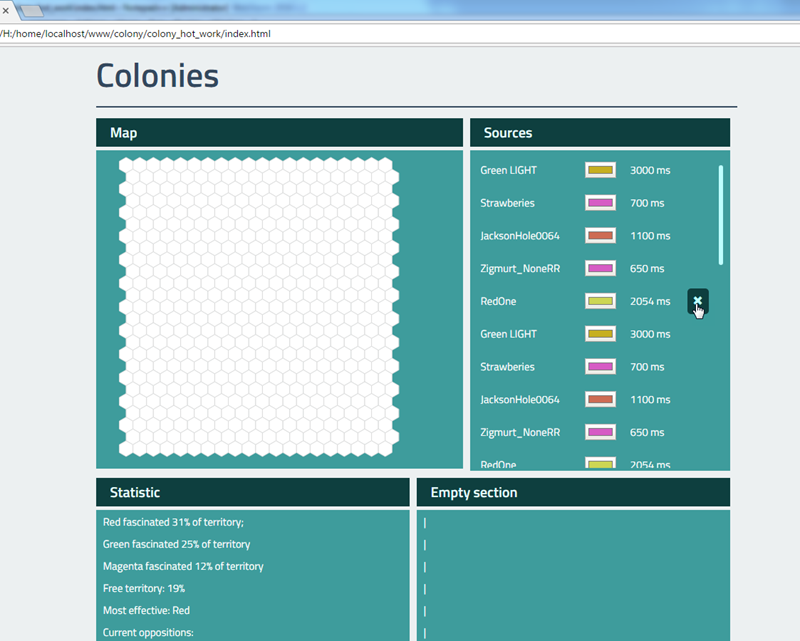 /H:/home/localhost/www/colony/colony_hot_work/index.html
Colonies
Map
Sources
Green LIGHT 3000 ms
Strawberies 700 ms
JacksonHole0064 1100 ms
Zigmurt_NoneRR 650 ms
RedOne 2054 ms
Green LIGHT 3000 ms
Strawberies 700 ms
JacksonHole0064 1100 ms
Zigmurt_NoneRR 650 ms
RedOne 2054 ms
Statistic
Empty section
Red fascinated 31% of territory;
Green fascinated 25% of territory
Magenta fascinated 12% of territory
Free territory: 19%
Most effective: Red
Current oppositions:
|
|
|
|
|
|